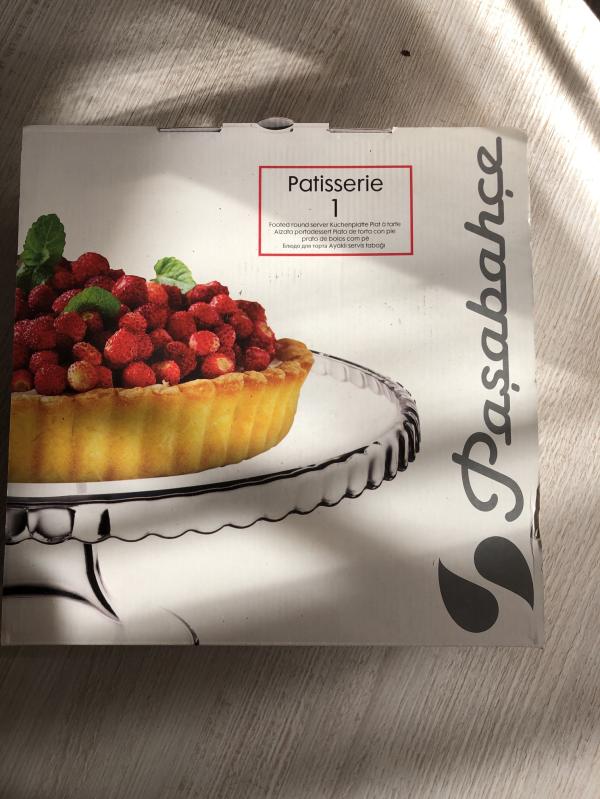 Patisserie
1
Footed round server Kuchenplatte Plat à tarte
Alzata portadessert Plato de torta con pie
prato de bolos com pé
Блюдо для торта Ayaklı servis tabağı
Paşabahçe